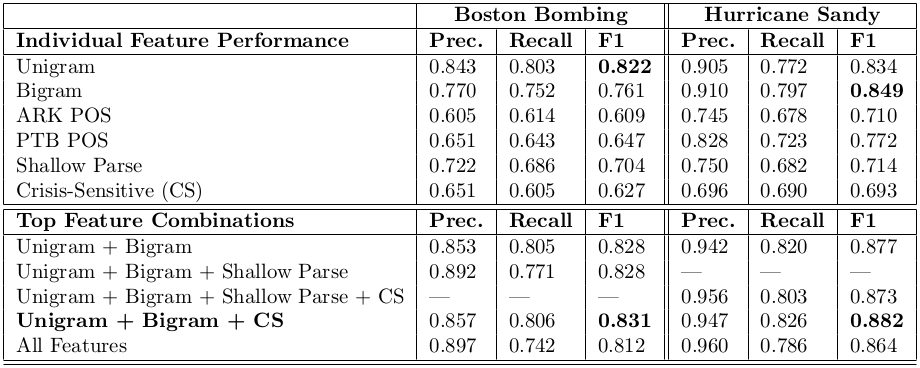 Boston Bombing Hurricane Sandy
Individual Feature Performance Prec. Recall F1 Prec. Recall F1
Unigram 0.843 0.803 0.822 0.905 0.772 0.834
Bigram 0.770 0.752 0.761 0.910 0.797 0.849
ARK POS 0.605 0.614 0.609 0.745 0.678 0.710
PTB POS 0.651 0.643 0.647 0.828 0.723 0.772
Shallow Parse 0.722 0.686 0.704 0.750 0.682 0.714
Crisis-Sensitive (CS) 0.651 0.605 0.627 0.696 0.690 0.693
Top Feature Combinations Prec. Recall F1 Prec. Recall F1
Unigram + Bigram 0.853 0.805 0.828 0.942 0.820 0.877
Unigram + Bigram + Shallow Parse 0.892 0.771 0.828 — — —
Unigram + Bigram + Shallow Parse + CS — — — 0.956 0.803 0.873
Unigram + Bigram + CS 0.857 0.806 0.831 0.947 0.826 0.882
All Features 0.897 0.742 0.812 0.960 0.786 0.864